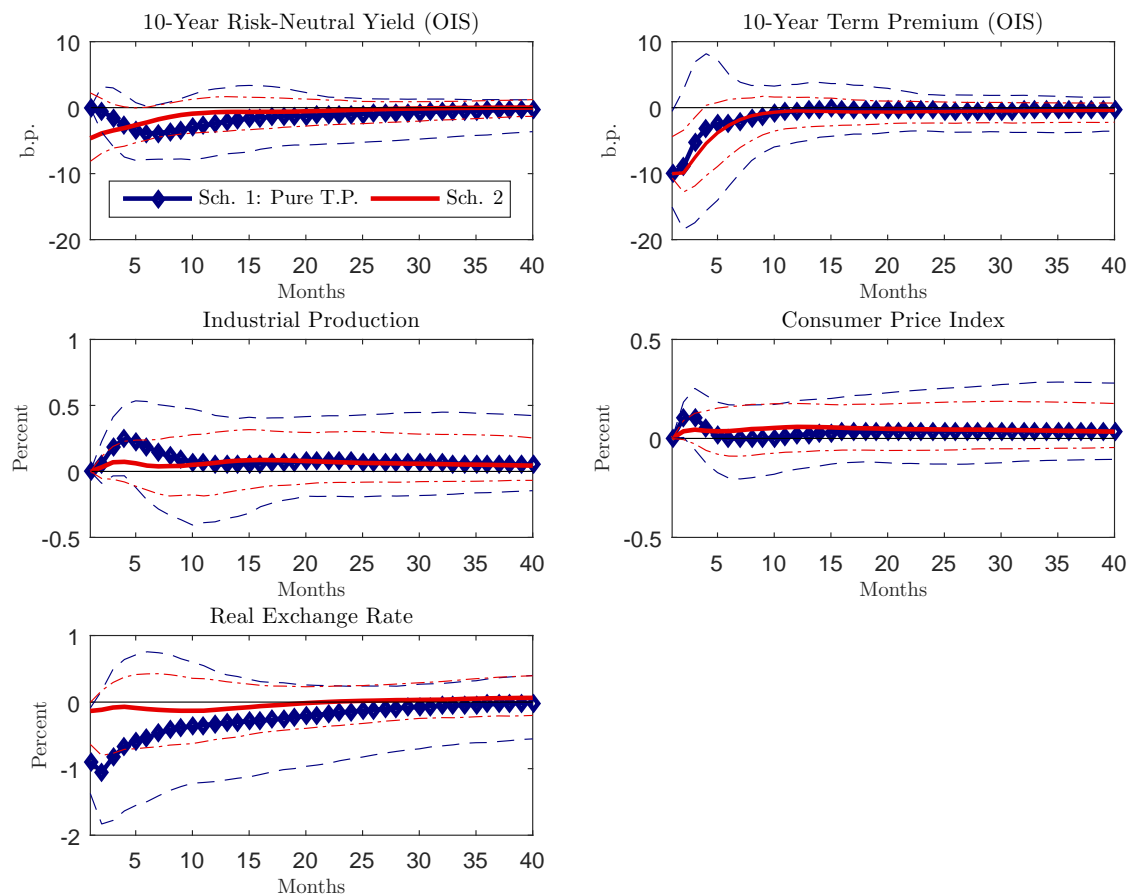 10-Year Risk-Neutral Yield (OIS)
10
0
-10
-20
b.p.
Sch. 1: Pure T.P. Sch. 2
5 10 15 20 25 30 35 40
Months
10-Year Term Premium (OIS)
10
0
-10
-20
b.p.
5 10 15 20 25 30 35 40
Months
Industrial Production
1
0.5
0
-0.5
Percent
5 10 15 20 25 30 35 40
Months
Consumer Price Index
0.5
0
-0.5
Percent
5 10 15 20 25 30 35 40
Months
Real Exchange Rate
1
0
-1
-2
Percent
5 10 15 20 25 30 35 40
Months